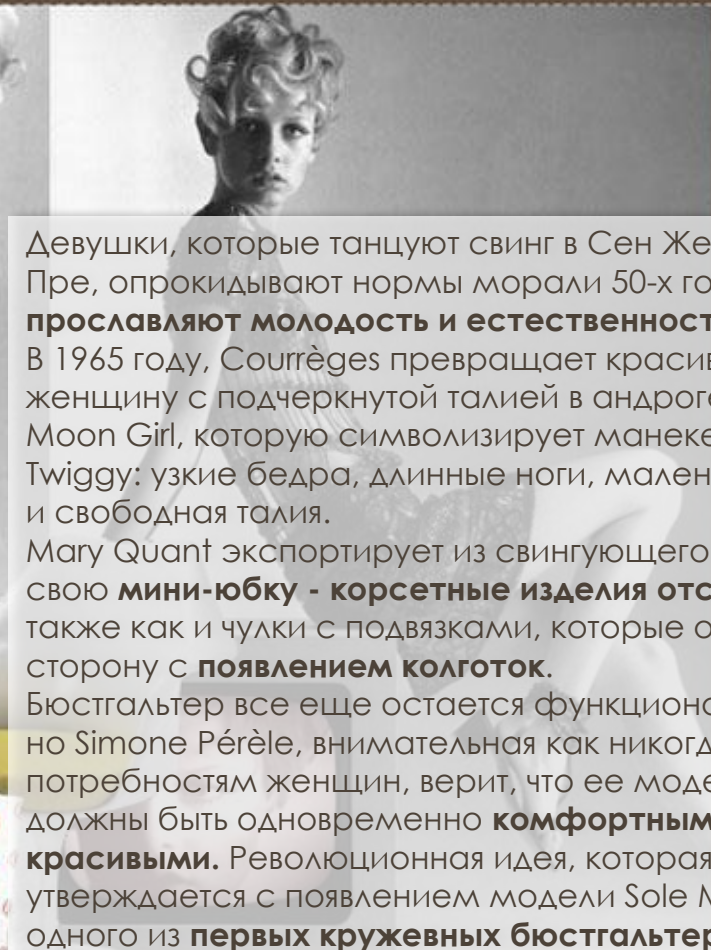 Девушки, которые танцуют свинг в Сен Же
Пре, опрокидывают нормы морали 50-х го
прославляют молодость и естественност
В 1965 году, Courrèges превращает красив
женщину с подчеркнутой талией в андроге
Moon Girl, которую символизирует манеке
Twiggy: узкие бедра, длинные ноги, мален
и свободная талия.
Mary Quant экспортирует из свингующего
свою мини-юбку - корсетные изделия отс
также как и чулки с подвязками, которые о
сторону с появлением колготок.
Бюстгальтер все еще остается функциона
но Simone Pérèle, внимательная как никогд
потребностям женщин, верит, что ее моде
должны быть одновременно комфортным
красивыми. Революционная идея, которая
утверждается с появлением модели Sole M
одного из первых кружевных бюстгальтер